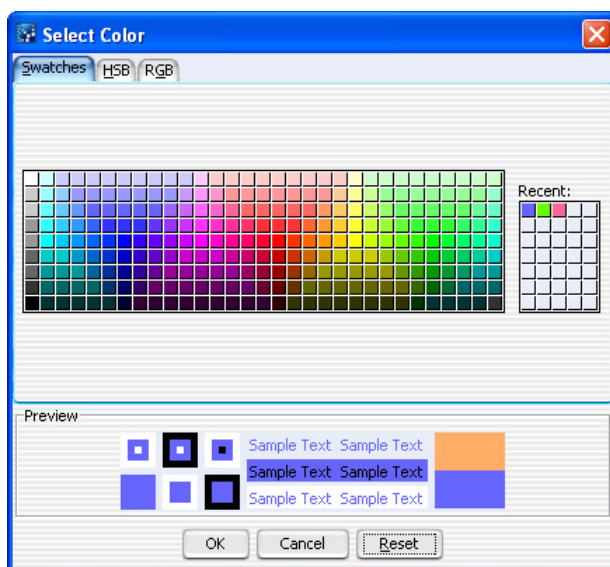 Select Color
Swatches HSB RGB
Recent:
Preview
Sample Text Sample Text
Sample Text Sample Text
Sample Text Sample Text
OK Cancel Reset